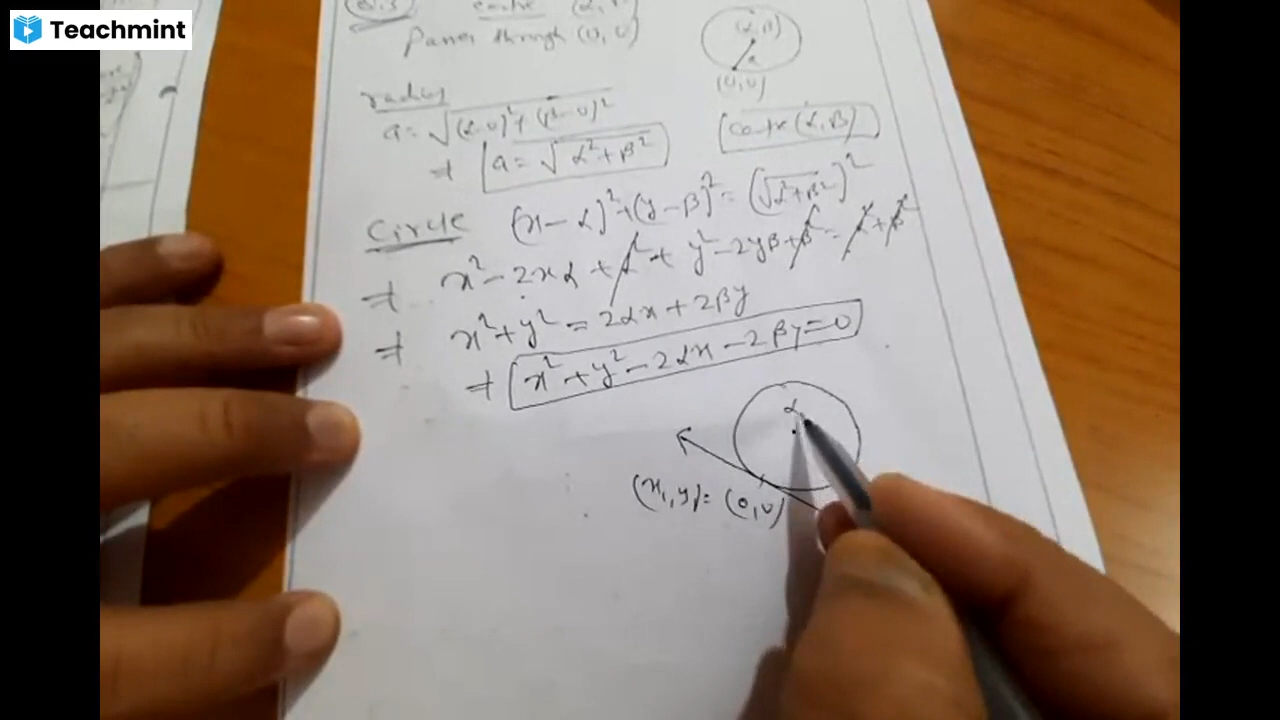 Teachmint
Passes through (0,0)
(α,β)
a
(0,0)
radius
a = √(α-0)²+(β-0)²
⇒ a = √α²+β²
Centre (α,β)
Circle (x-α)²+(y-β)² = (√α²+β²)²
⇒ x²-2xα+α²+y²-2yβ+β² = α²+β²
⇒ x²+y² = 2αx+2βy
⇒ x²+y²-2αx-2βy=0
α
(x₁,y₁)= (0,0)